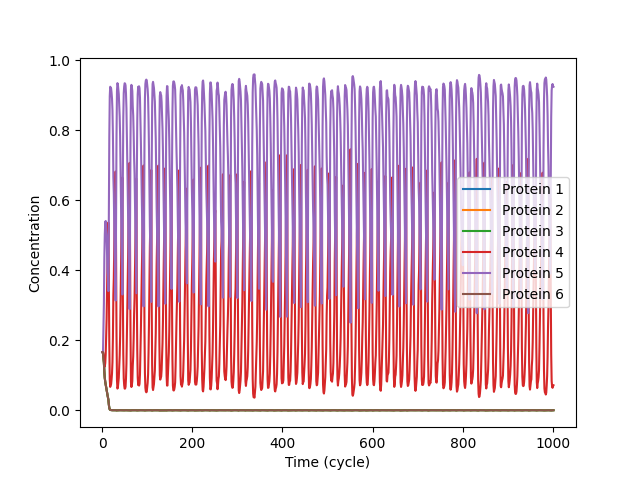 1.0
0.8
0.6
0.4
0.2
0.0
Concentration
Protein 1
Protein 2
Protein 3
Protein 4
Protein 5
Protein 6
0 200 400 600 800 1000
Time (cycle)